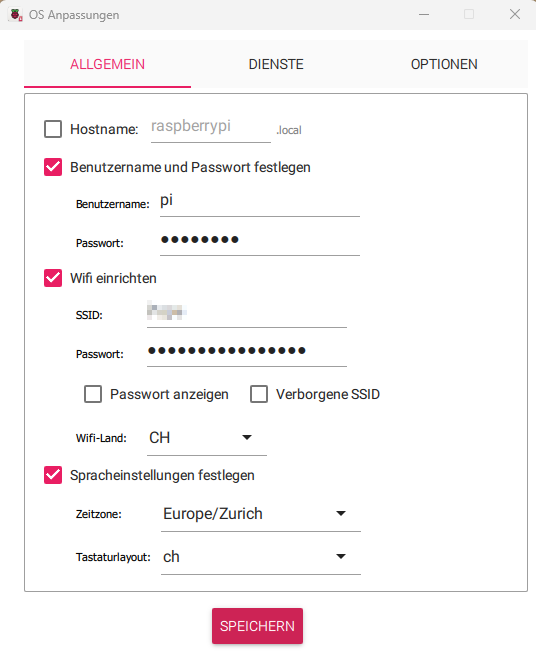 OS Anpassungen
ALLGEMEIN DIENSTE OPTIONEN
Hostname: raspberrypi .local
Benutzername und Passwort festlegen
Benutzername: pi
Passwort: ●●●●●●●●
Wifi einrichten
SSID:
Passwort: ●●●●●●●●●●●●●●●●
Passwort anzeigen Verborgene SSID
Wifi-Land: CH
Spracheinstellungen festlegen
Zeitzone: Europe/Zurich
Tastaturlayout: ch
SPEICHERN